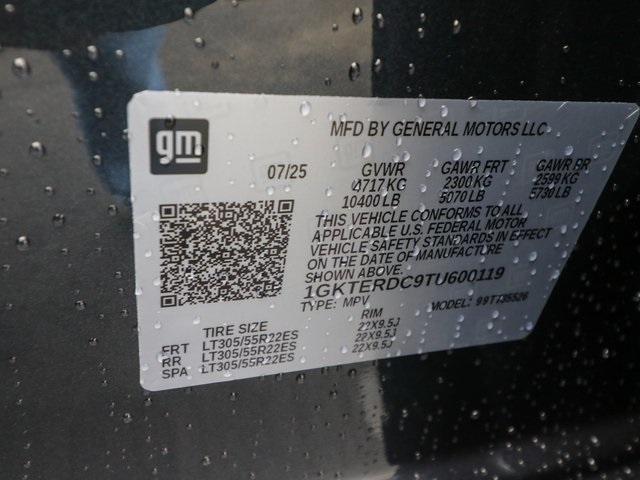 gm
MFD BY GENERAL MOTORS LLC
07/25 GVWR GAWR FRT GAWR RR
4717 KG 2300 KG 2599 KG
10400 LB 5070 LB 5730 LB
THIS VEHICLE CONFORMS TO ALL
APPLICABLE U.S. FEDERAL MOTOR
VEHICLE SAFETY STANDARDS IN EFFECT
ON THE DATE OF MANUFACTURE
SHOWN ABOVE.
1GKTERDC9TU600119
TYPE: MPV MODEL:
TIRE SIZE RIM
FRT LT305/55R22ES 22X9.5J
RR LT305/55R22ES 22X9.5J
SPA LT305/55R22ES 22X9.5J